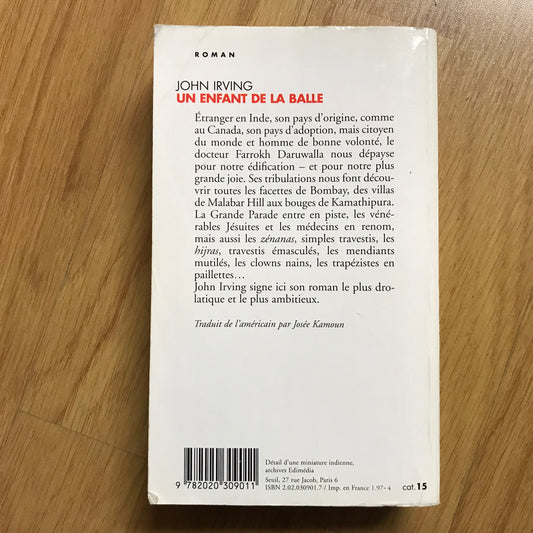 ROMAN
JOHN IRVING
UN ENFANT DE LA BALLE
Étranger en Inde, son pays d'origine, comme
au Canada, son pays d'adoption, mais citoyen
du monde et homme de bonne volonté, le
docteur Farrokh Daruwalla nous dépayse
pour notre édification – et pour notre plus
grande joie. Ses tribulations nous font décou-
vrir toutes les facettes de Bombay, des villas
de Malabar Hill aux bouges de Kamathipura.
La Grande Parade entre en piste, les véné-
rables Jésuites et les médecins en renom,
mais aussi les zénanas, simples travestis, les
hijras, travestis émasculés, les mendiants
mutilés, les clowns nains, les trapézistes en
paillettes…
John Irving signe ici son roman le plus dro-
latique et le plus ambitieux.
Traduit de l'américain par Josée Kamoun
Détail d'une miniature indienne,
archives Edimédia
Seuil, 27 rue Jacob, Paris 6
ISBN 2.02.030901.7 / Imp. en France 1.97-4
cat. 15
9 782020 309011